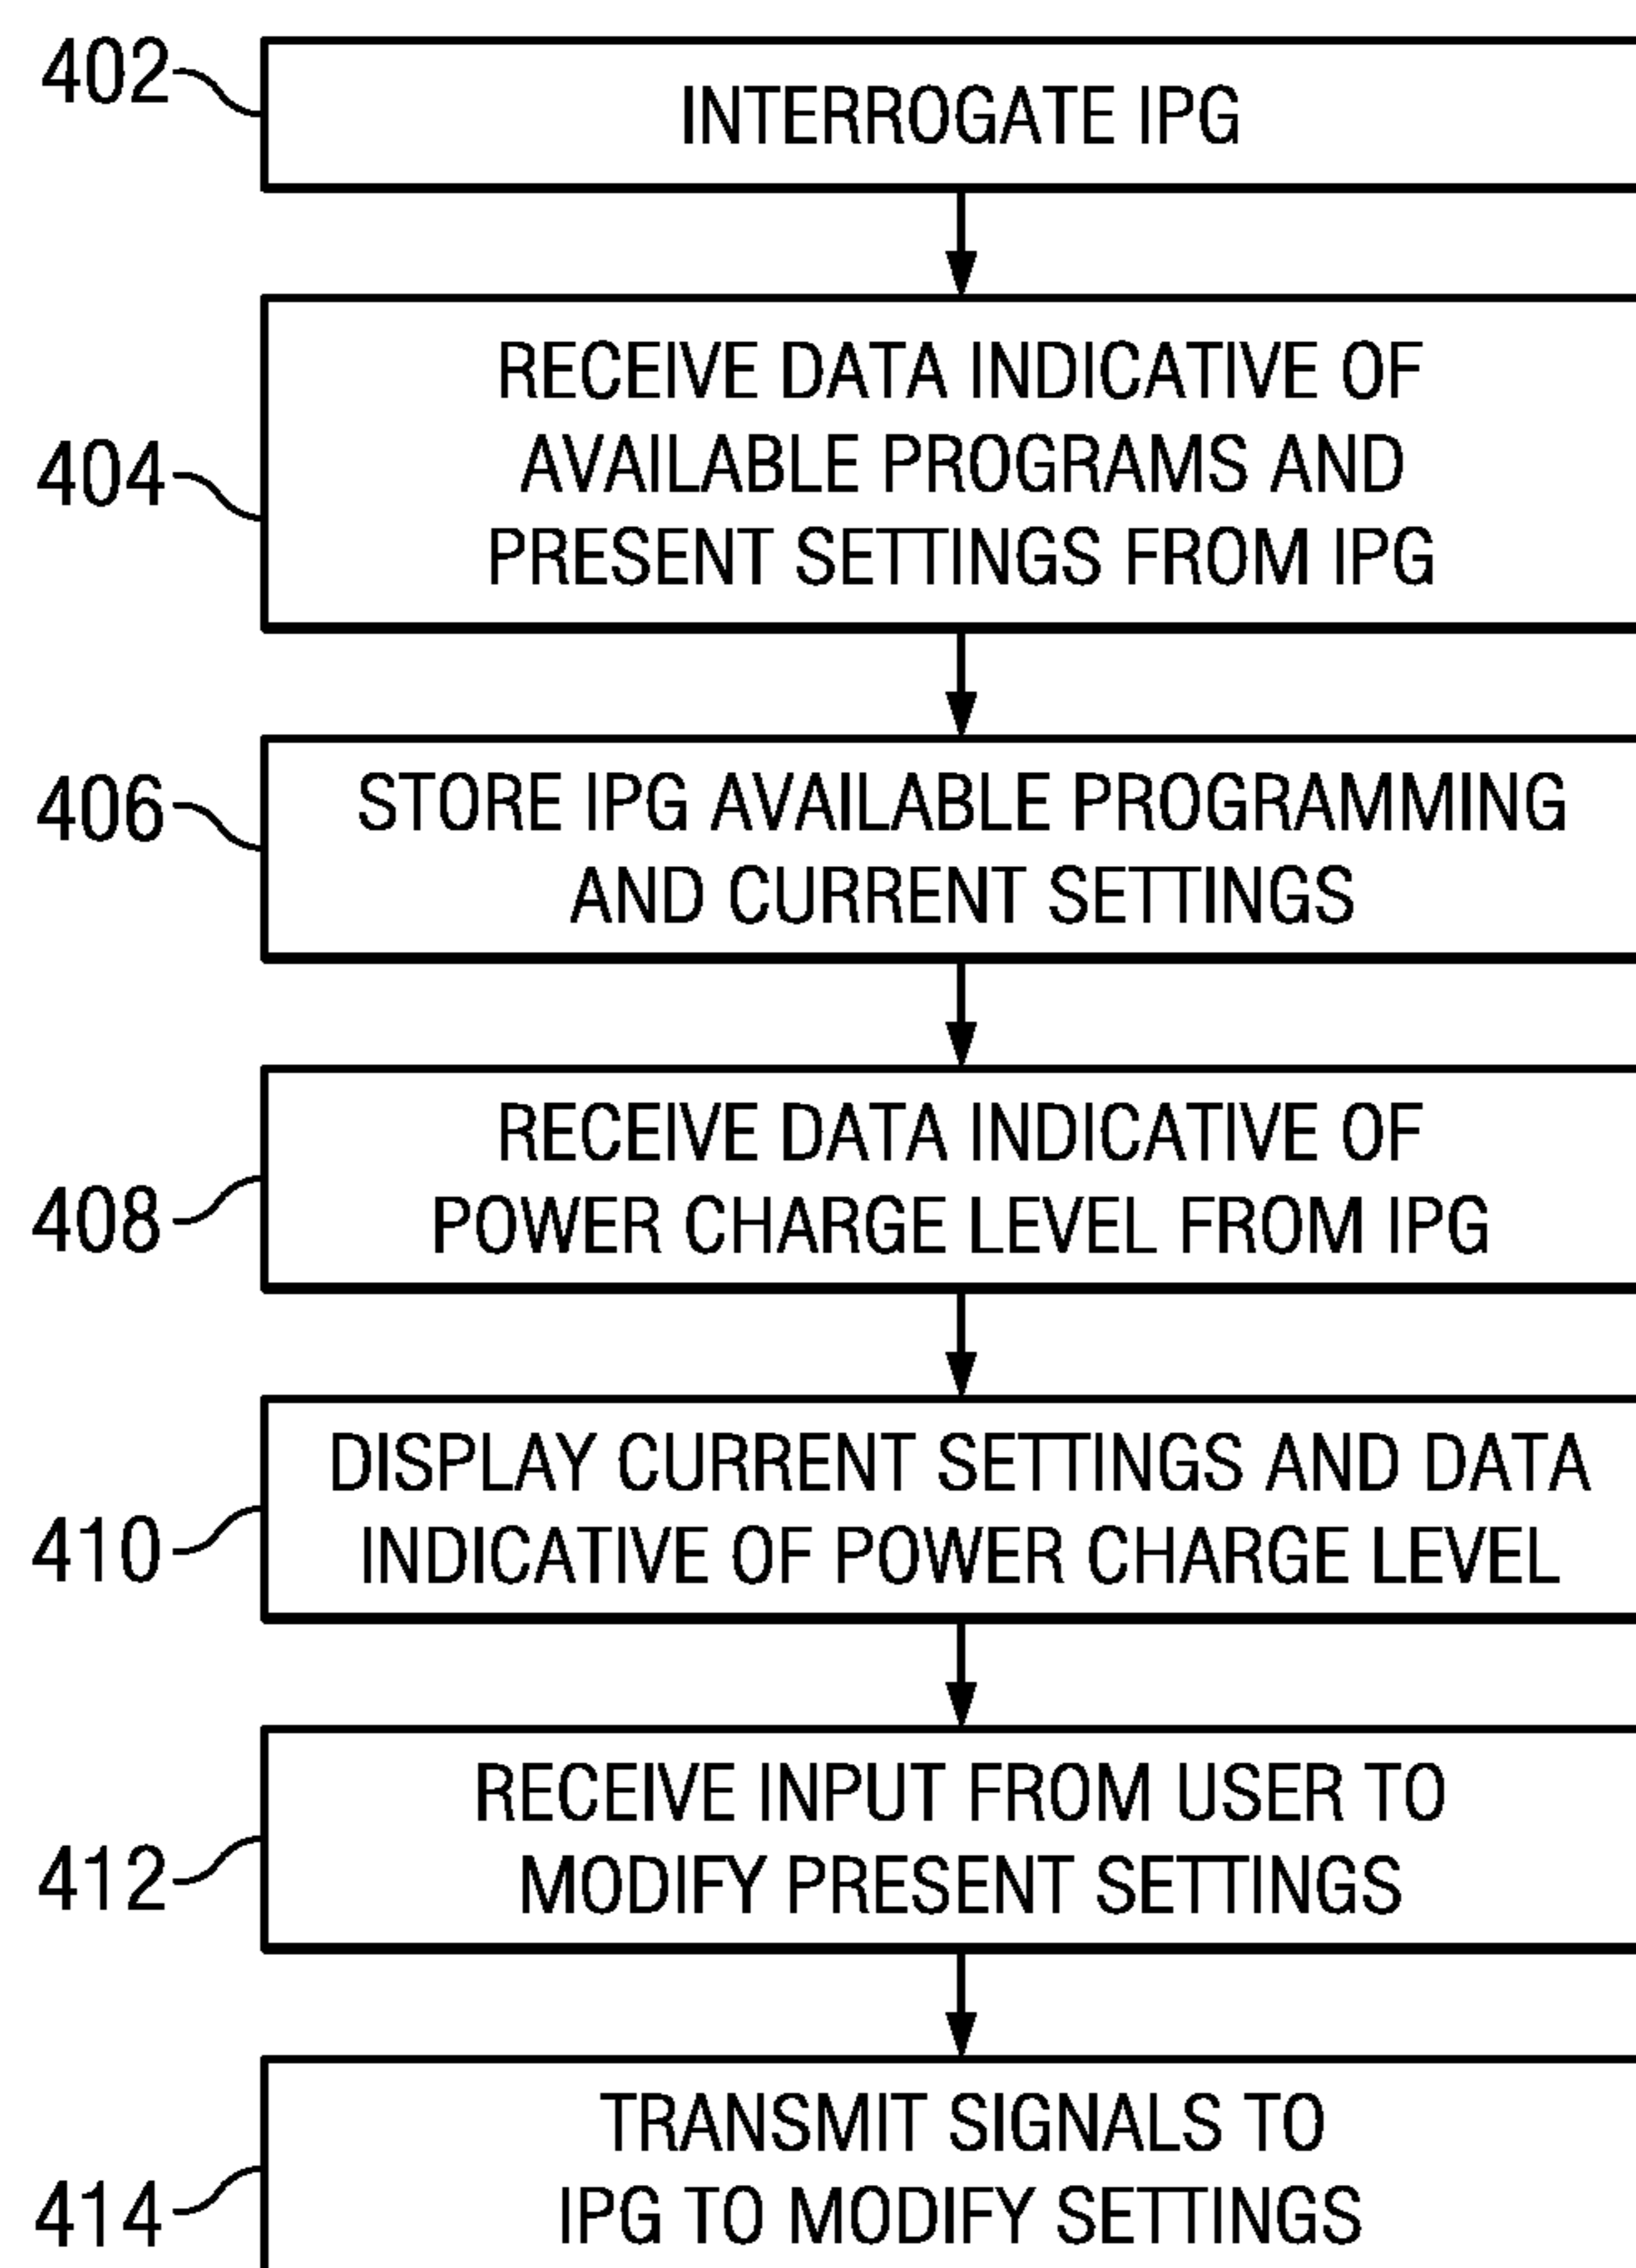 402
INTERROGATE IPG
RECEIVE DATA INDICATIVE OF
AVAILABLE PROGRAMS AND
PRESENT SETTINGS FROM IPG
404
STORE IPG AVAILABLE PROGRAMMING
AND CURRENT SETTINGS
406
RECEIVE DATA INDICATIVE OF
POWER CHARGE LEVEL FROM IPG
408
DISPLAY CURRENT SETTINGS AND DATA
INDICATIVE OF POWER CHARGE LEVEL
410
RECEIVE INPUT FROM USER TO
MODIFY PRESENT SETTINGS
412
TRANSMIT SIGNALS TO
IPG TO MODIFY SETTINGS
414